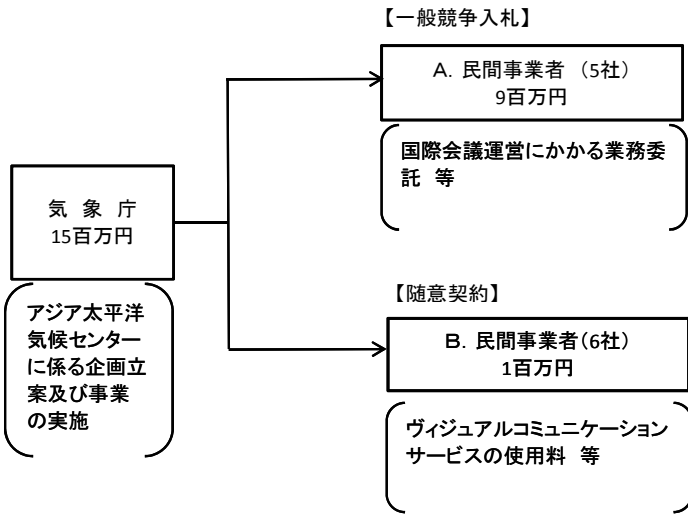 【一般競争入札】
A. 民間事業者 （5社）
9百万円
国際会議運営にかかる業務委
託 等
気 象 庁
15百万円
アジア太平洋
気候センター
に係る企画立
案及び事業
の実施
【随意契約】
B. 民間事業者（6社）
1百万円
ヴィジュアルコミュニケーション
サービスの使用料 等